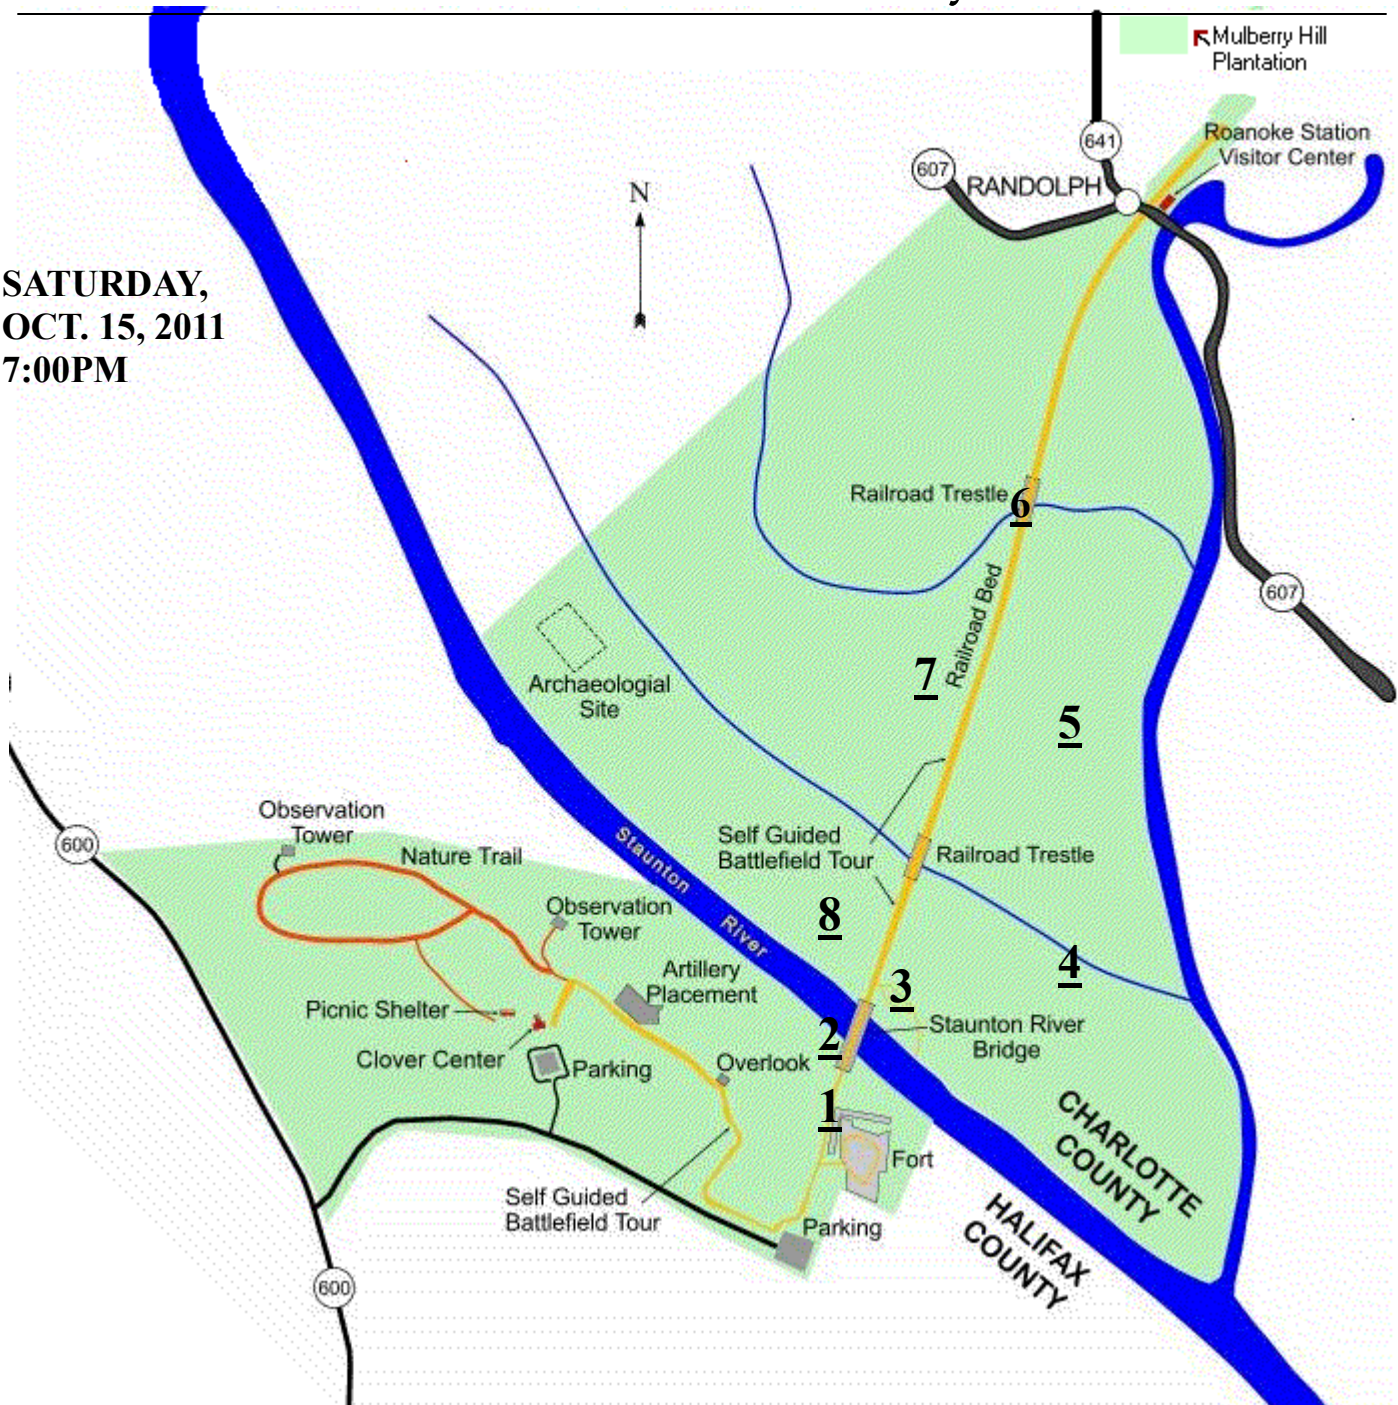 Mulberry Hill
Plantation
641
Roanoke Station
Visitor Center
607
RANDOLPH
N
SATURDAY,
OCT. 15, 2011
7:00PM
Railroad Trestle
6
607
Railroad Bed
7
Archaeologial
Site
5
Observation
Tower
600
Nature Trail
Staunton
River
Self Guided
Battlefield Tour
Railroad Trestle
8
Observation
Tower
4
Artillery
Placement
3
Picnic Shelter
Staunton River
Bridge
2
Clover Center
Parking
Overlook
1
CHARLOTTE
COUNTY
Fort
HALIFAX
COUNTY
Self Guided
Battlefield Tour
Parking
600